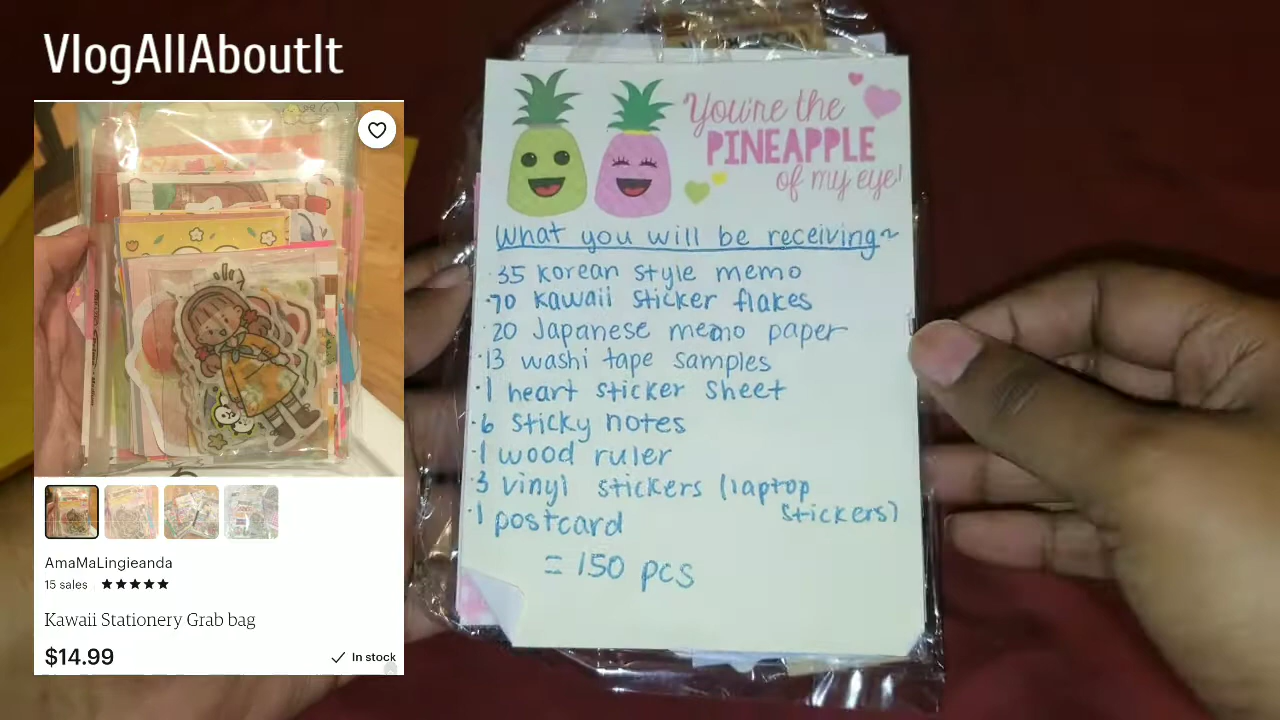 VlogAllAboutIt
AmaMaLingieanda
15 sales
Kawaii Stationery Grab bag
$14.99
In stock
You're the
PINEAPPLE
of my eye!
What you will be receiving~
·35 Korean style memo
·70 Kawaii sticker flakes
·20 Japanese memo paper
·13 washi tape samples
·1 heart sticker sheet
·6 sticky notes
·1 wood ruler
·3 vinyl stickers (laptop
stickers)
·1 postcard
= 150 pcs